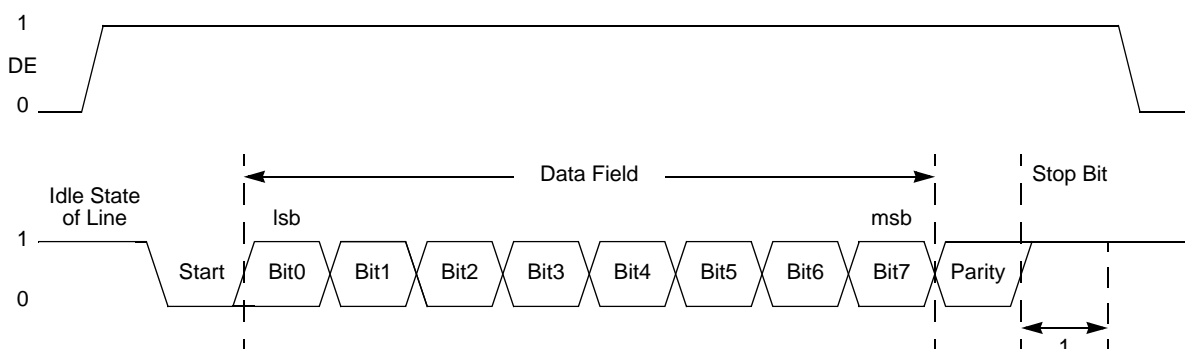 1
DE
0
Data Field
Stop Bit
Idle State
of Line
lsb
msb
1
Start
Bit0
Bit1
Bit2
Bit3
Bit4
Bit5
Bit6
Bit7
Parity
0
1